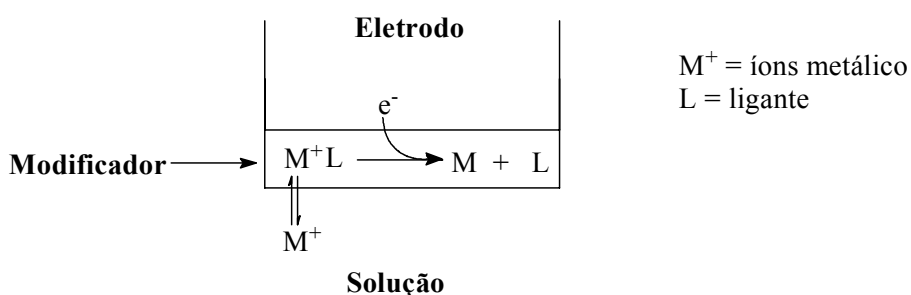 Eletrodo
M⁺ = íons metálico
L = ligante
e⁻
Modificador
M⁺L
M + L
M⁺
Solução